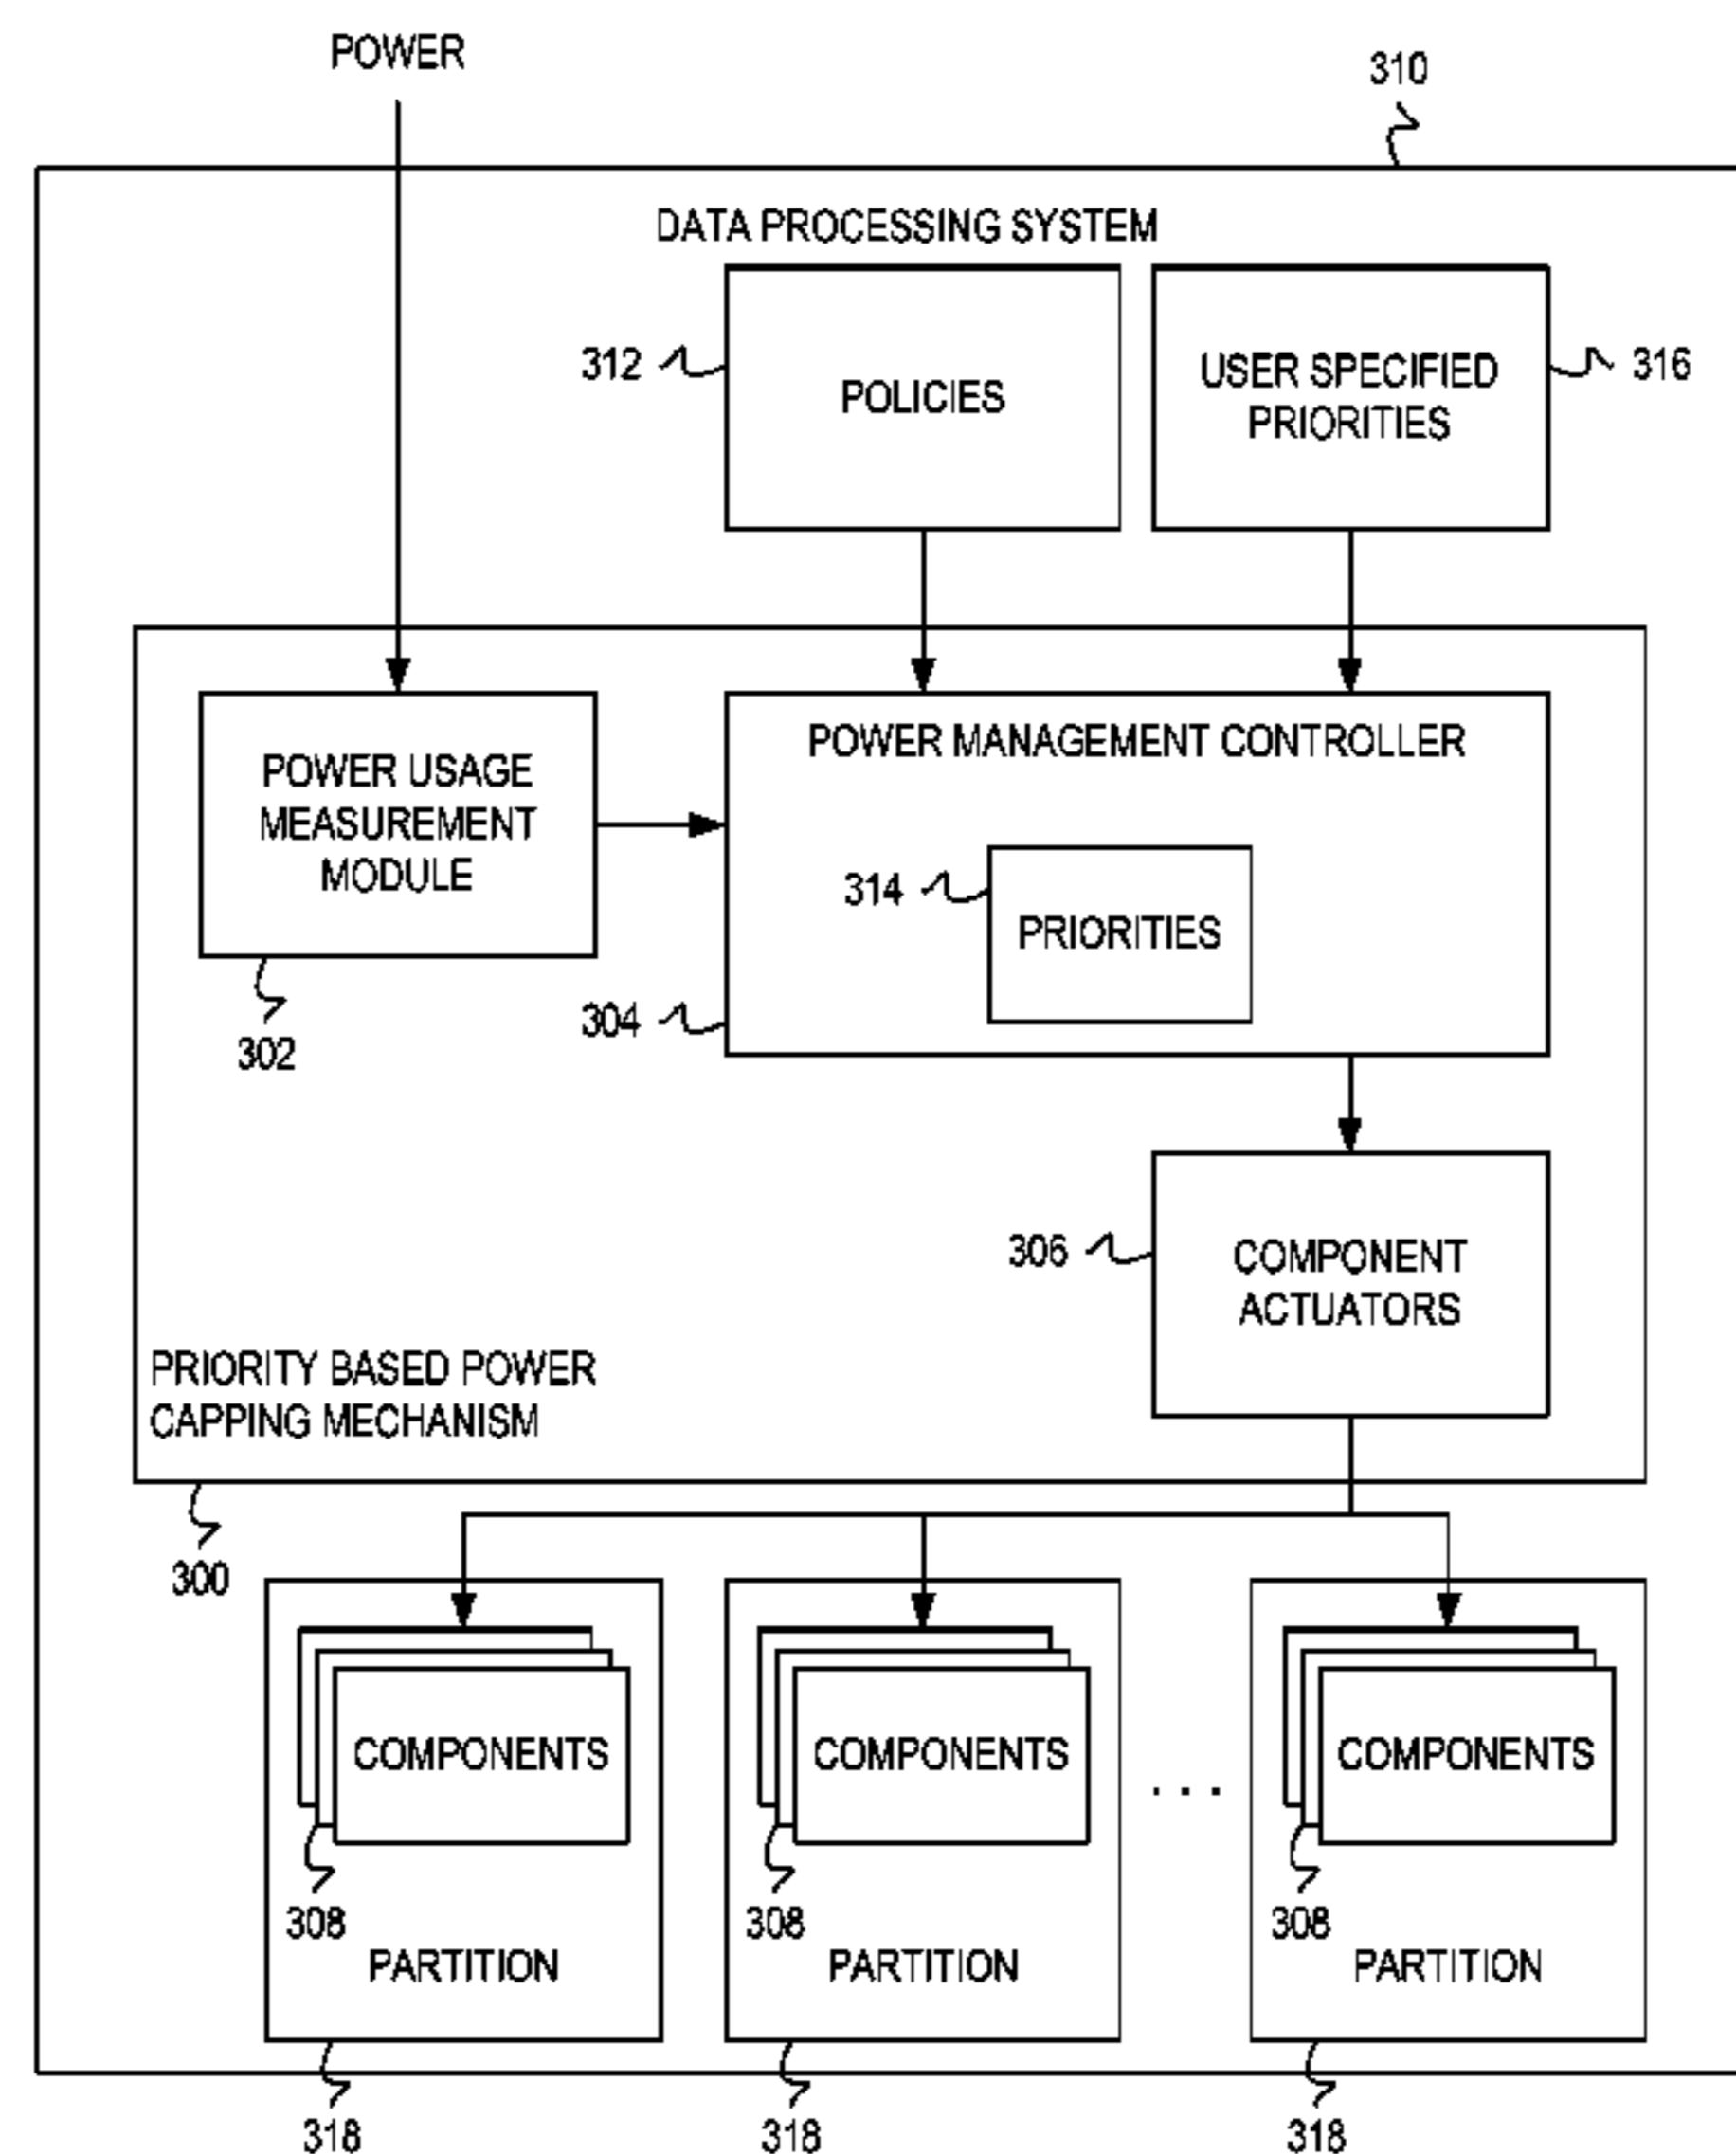 POWER
310
DATA PROCESSING SYSTEM
312
POLICIES
USER SPECIFIED
PRIORITIES
316
POWER USAGE
MEASUREMENT
MODULE
302
POWER MANAGEMENT CONTROLLER
314
PRIORITIES
304
306
COMPONENT
ACTUATORS
PRIORITY BASED POWER
CAPPING MECHANISM
300
COMPONENTS
COMPONENTS
. . .
COMPONENTS
308
308
308
PARTITION
PARTITION
PARTITION
318
318
318